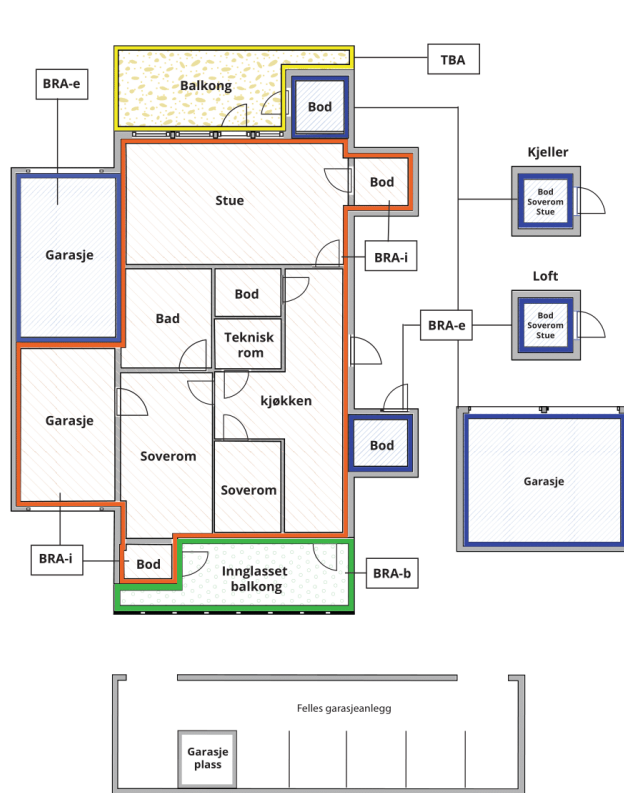 TBA
BRA-e
Balkong
Bod
Kjeller
Bod
Soverom
Stue
Stue
Bod
Garasje
BRA-i
Loft
Bod
Bod
Soverom
Stue
Bad
BRA-e
Teknisk
rom
kjøkken
Garasje
Bod
Soverom
Garasje
Soverom
BRA-i
Bod
Innglasset
balkong
BRA-b
Felles garasjeanlegg
Garasje
plass